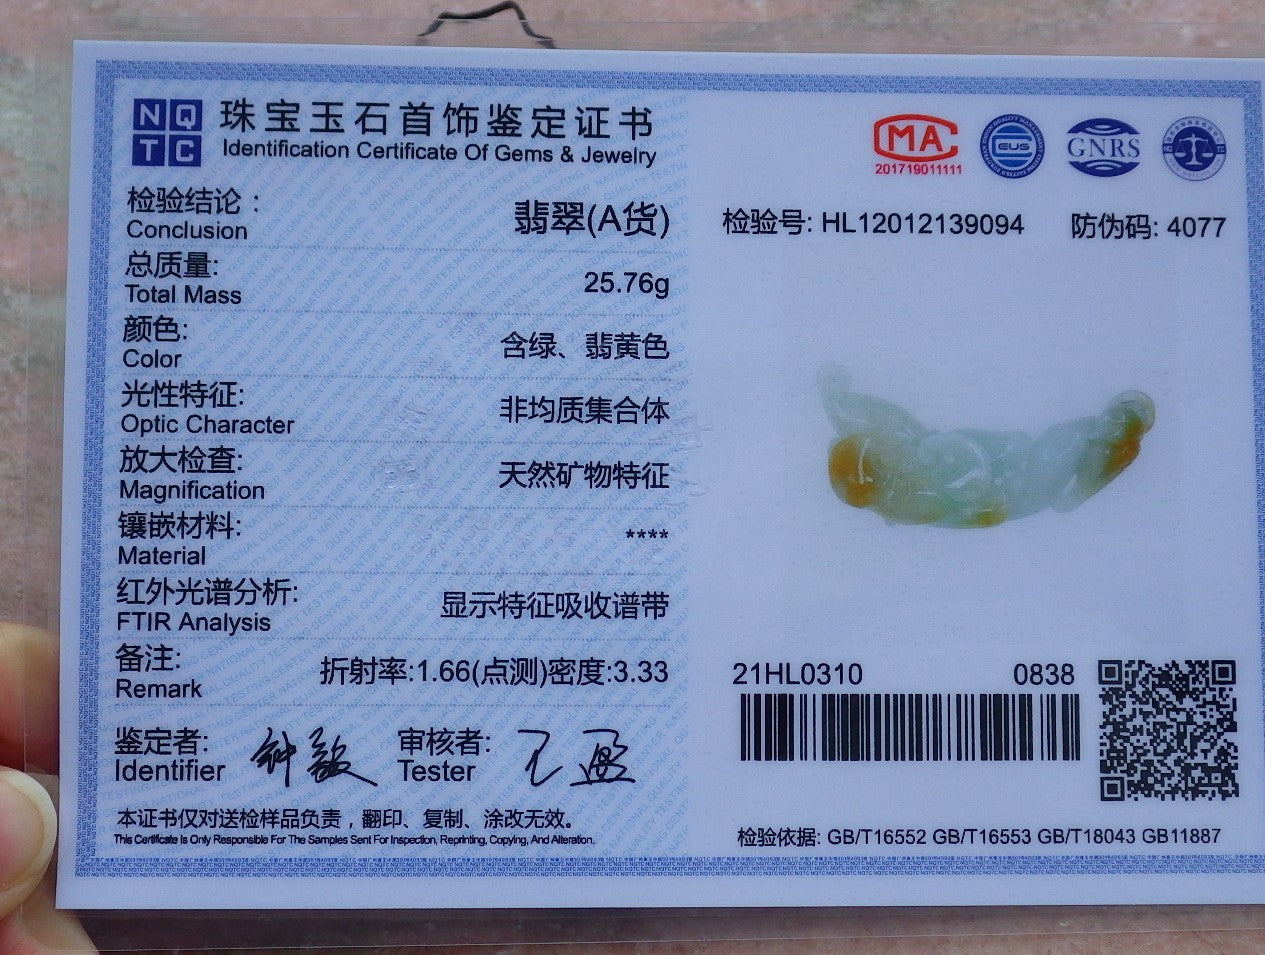 NQTC
珠宝玉石首饰鉴定证书
Identification Certificate Of Gems & Jewelry
检验结论：
Conclusion
翡翠(A货)
总质量:
Total Mass
25.76g
颜色:
Color
含绿、翡黄色
光性特征:
Optic Character
非均质集合体
放大检查:
Magnification
天然矿物特征
镶嵌材料:
Material
****
红外光谱分析:
FTIR Analysis
显示特征吸收谱带
备注:
Remark
折射率:1.66(点测)密度:3.33
鉴定者:
Identifier
审核者:
Tester
本证书仅对送检样品负责，翻印、复制、涂改无效。
This Certificate Is Only Responsible For The Samples Sent For Inspection, Reprinting, Copying, And Alteration.
MA
201719011111
EUS
GNRS
检验号: HL12012139094
防伪码: 4077
21HL0310
0838
检验依据: GB/T16552 GB/T16553 GB/T18043 GB11887